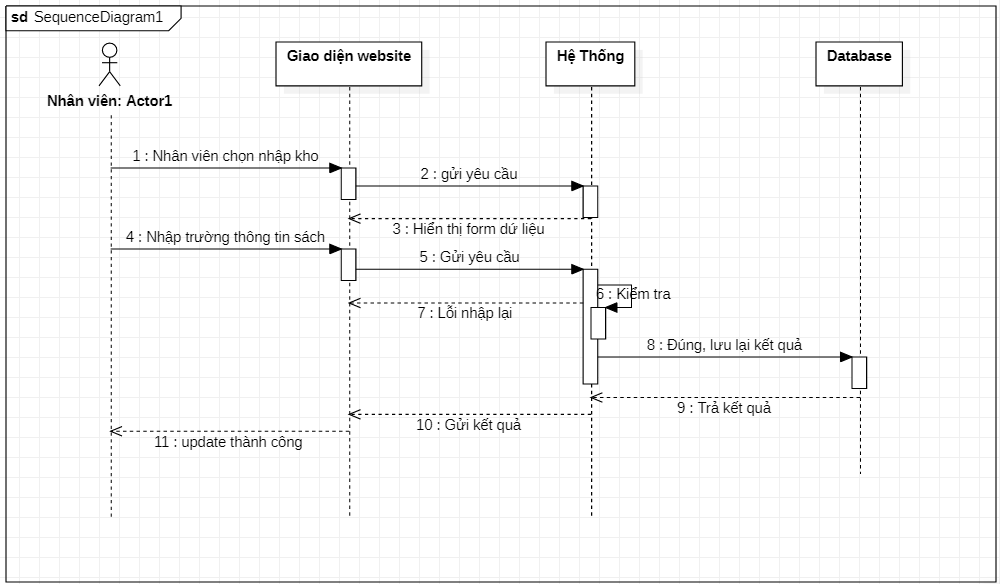 sd SequenceDiagram1
Giao diện website
Hệ Thống
Database
Nhân viên: Actor1
1 : Nhân viên chọn nhập kho
2 : gửi yêu cầu
3 : Hiển thị form dứ liệu
4 : Nhập trường thông tin sách
5 : Gửi yêu cầu
6 : Kiểm tra
7 : Lỗi nhập lại
8 : Đúng, lưu lại kết quả
9 : Trả kết quả
10 : Gửi kết quả
11 : update thành công